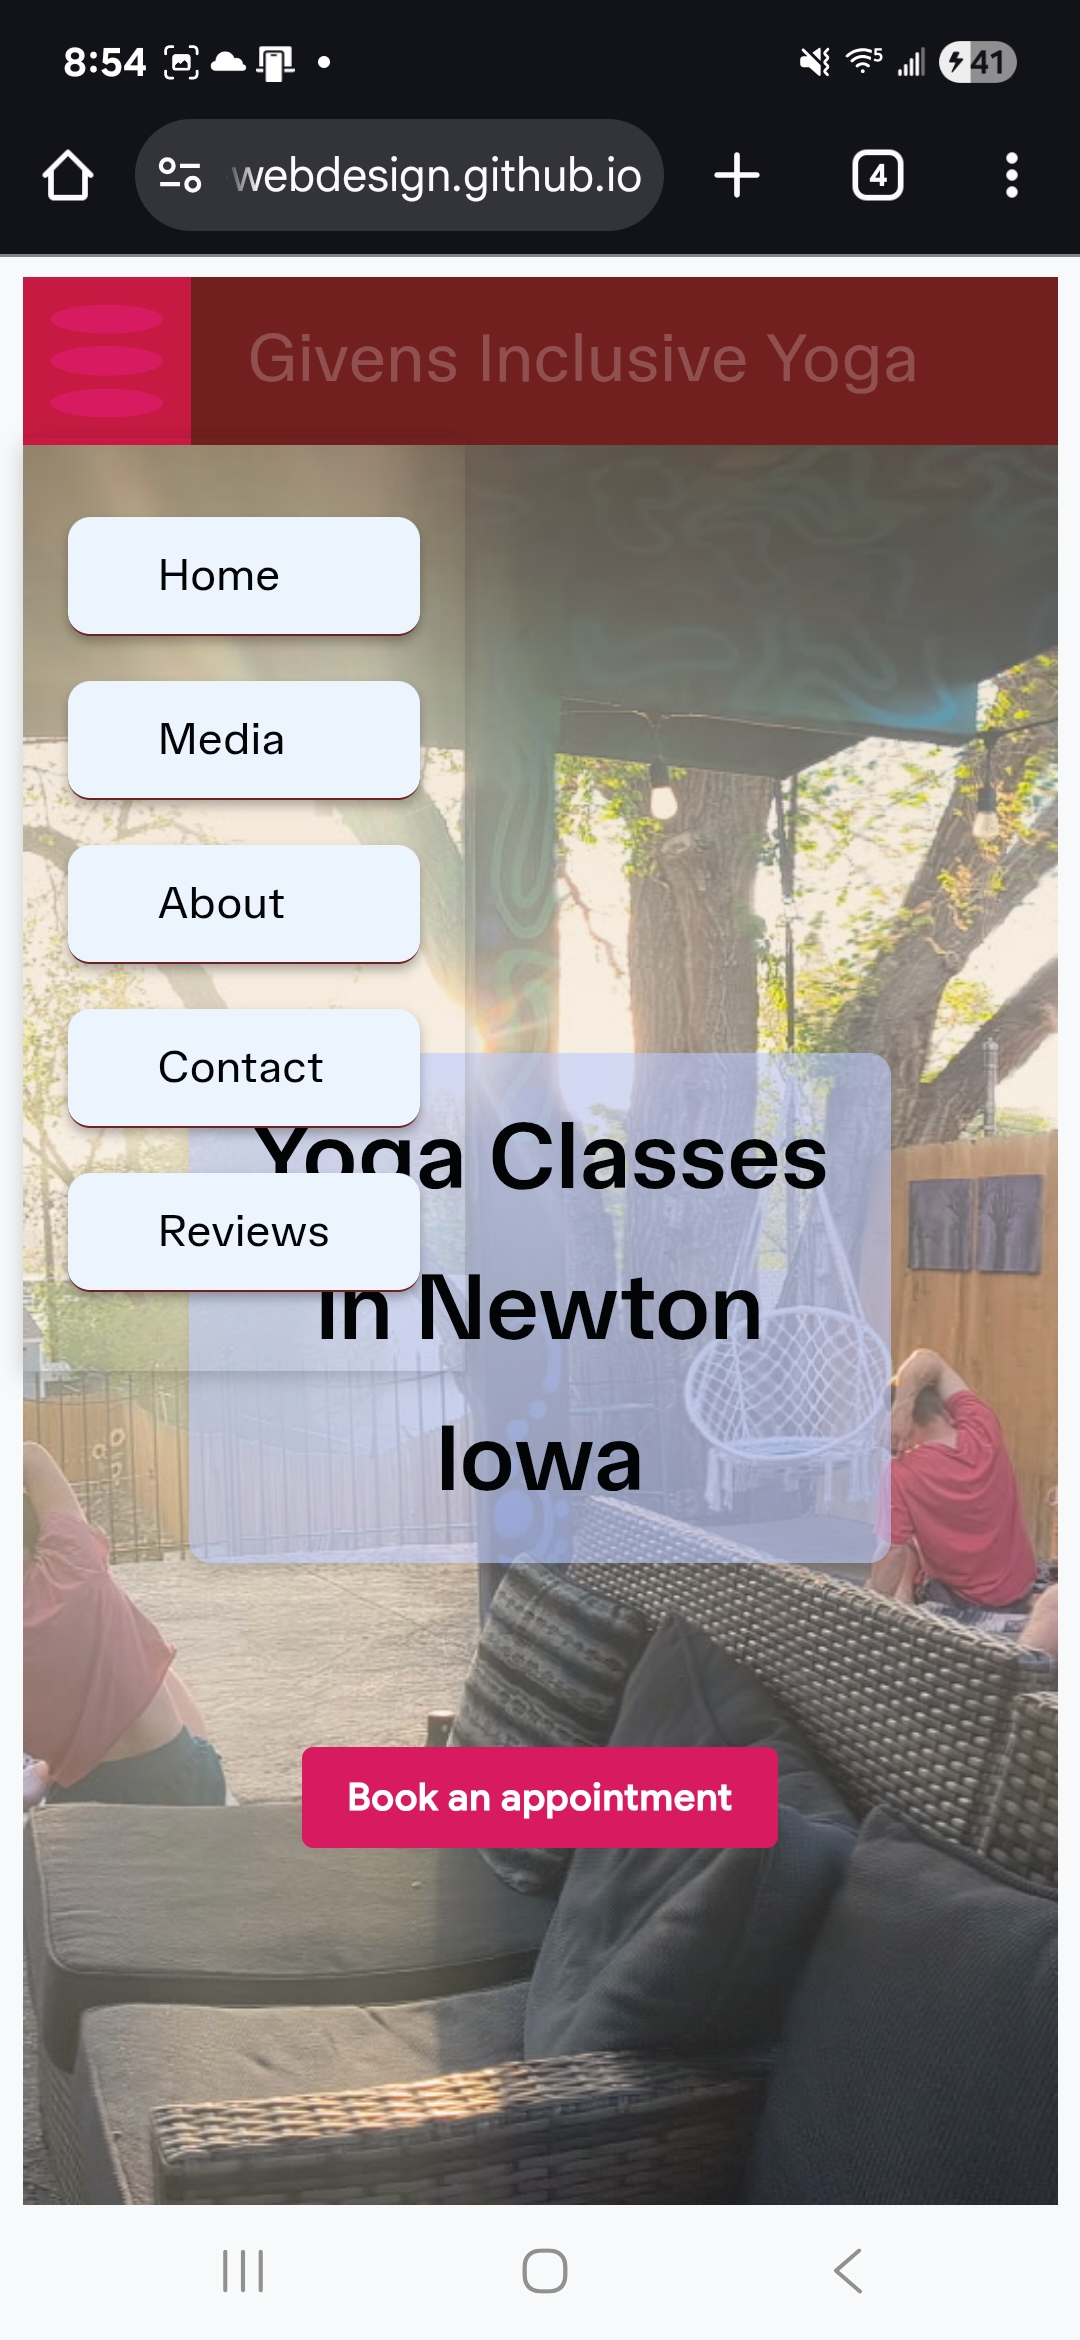 8:54
5
41
webdesign.github.io
4
Givens Inclusive Yoga
Home
Media
About
Contact
Reviews
Yoga Classes
in Newton
Iowa
Book an appointment